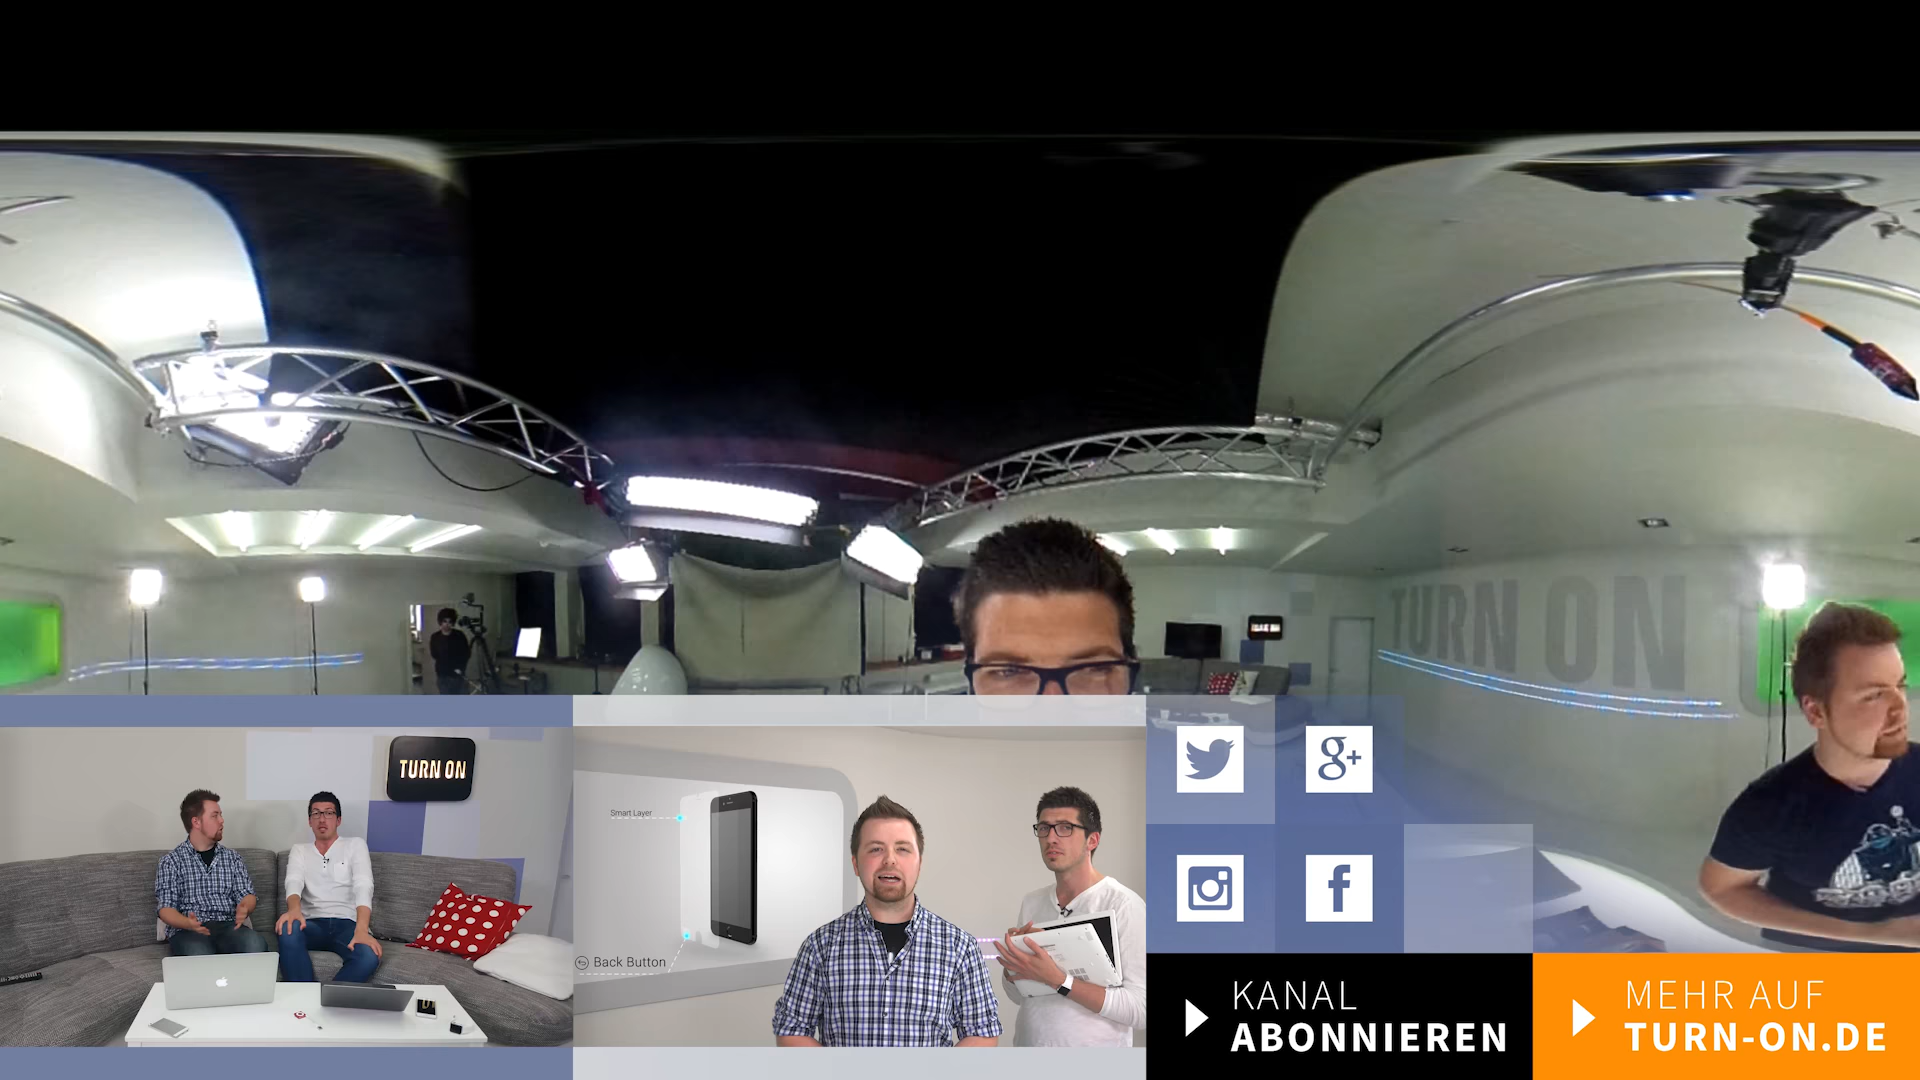 TURN ON
TURN ON
Smart Layer
Back Button
g+
f
KANAL
ABONNIEREN
MEHR AUF
TURN-ON.DE